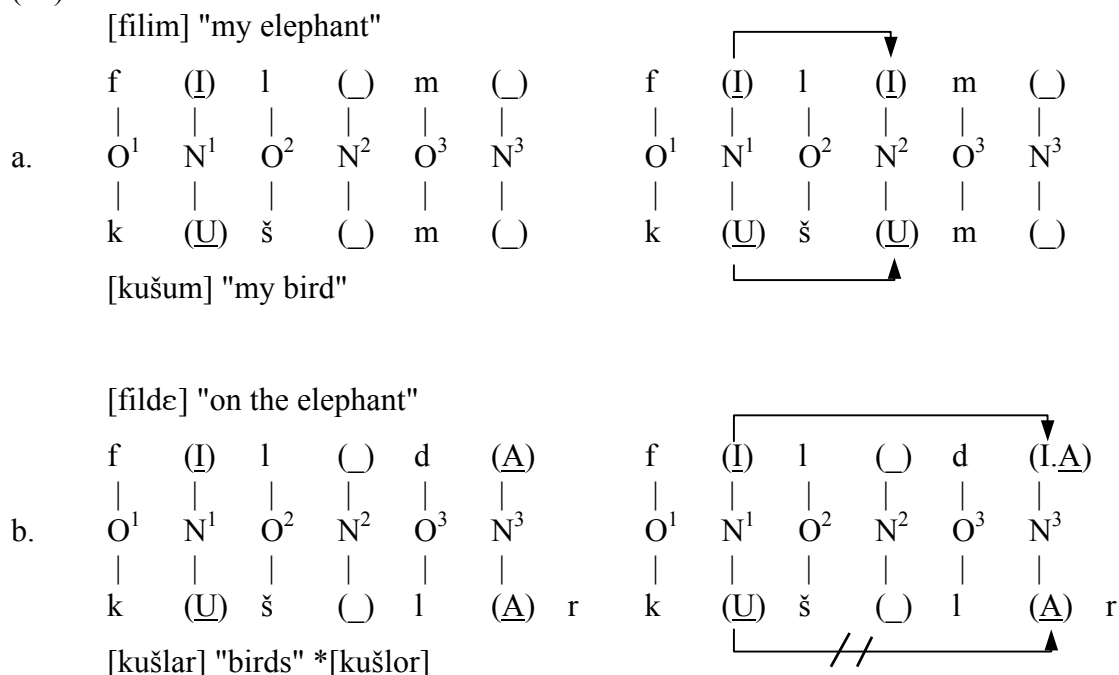 [filim] "my elephant"
f (I) l (_) m (_) f (I) l (I) m (_)
a. O¹ N¹ O² N² O³ N³ O¹ N¹ O² N² O³ N³
k (U) š (_) m (_) k (U) š (U) m (_)
[kušum] "my bird"
[fildɛ] "on the elephant"
f (I) l (_) d (A) f (I) l (_) d (I.A)
b. O¹ N¹ O² N² O³ N³ O¹ N¹ O² N² O³ N³
k (U) š (_) l (A) r k (U) š (_) l (A) r
[kušlar] "birds" *[kušlor]